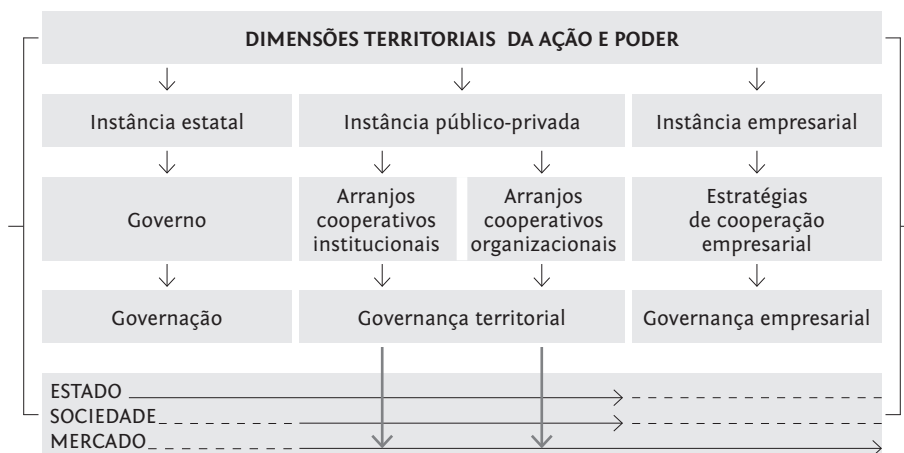 DIMENSÕES TERRITORIAIS DA AÇÃO E PODER
Instância estatal
Instância público-privada
Instância empresarial
Governo
Arranjos
cooperativos
institucionais
Arranjos
cooperativos
organizacionais
Estratégias
de cooperação
empresarial
Governação
Governança territorial
Governança empresarial
ESTADO
SOCIEDADE
MERCADO